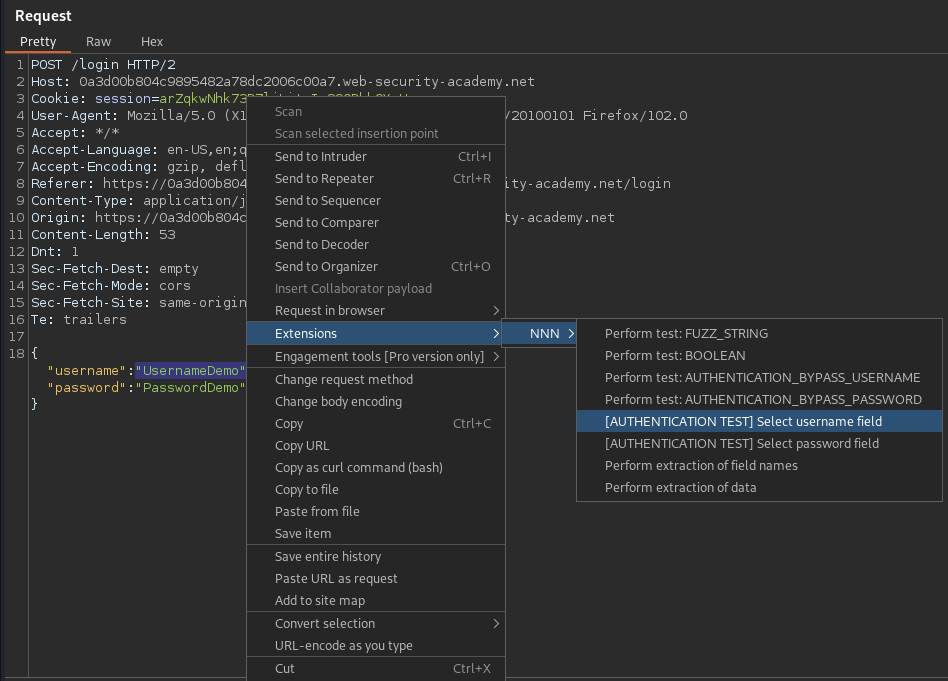 Request
Pretty Raw Hex
1 POST /login HTTP/2
2 Host: 0a3d00b804c9895482a78dc2006c00a7.web-security-academy.net
3 Cookie: session=
4 User-Agent: Mozilla/5.0 (X1 /20100101 Firefox/102.0
5 Accept: */*
6 Accept-Language: en-US,en;q
7 Accept-Encoding: gzip, defl
8 Referer: https://0a3d00b804 ity-academy.net/login
9 Content-Type: application/j
10 Origin: https://0a3d00b804c ty-academy.net
11 Content-Length: 53
12 Dnt: 1
13 Sec-Fetch-Dest: empty
14 Sec-Fetch-Mode: cors
15 Sec-Fetch-Site: same-origin
16 Te: trailers
17
18 {
"username":"UsernameDemo"
"password":"PasswordDemo"
}
Scan
Scan selected insertion point
Send to Intruder Ctrl+I
Send to Repeater Ctrl+R
Send to Sequencer
Send to Comparer
Send to Decoder
Send to Organizer Ctrl+O
Insert Collaborator payload
Request in browser
Extensions
Engagement tools [Pro version only]
Change request method
Change body encoding
Copy Ctrl+C
Copy URL
Copy as curl command (bash)
Copy to file
Paste from file
Save item
Save entire history
Paste URL as request
Add to site map
Convert selection
URL-encode as you type
Cut Ctrl+X
NNN
Perform test: FUZZ_STRING
Perform test: BOOLEAN
Perform test: AUTHENTICATION_BYPASS_USERNAME
Perform test: AUTHENTICATION_BYPASS_PASSWORD
[AUTHENTICATION TEST] Select username field
[AUTHENTICATION TEST] Select password field
Perform extraction of field names
Perform extraction of data